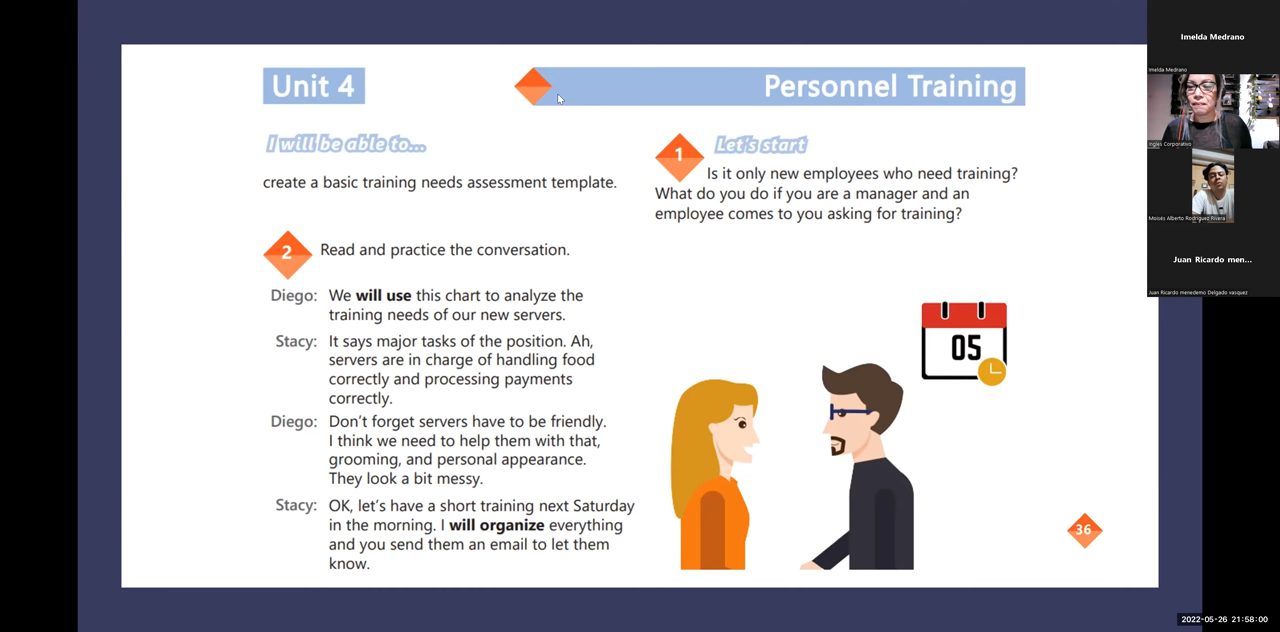 Unit 4
Personnel Training
I will be able to...
create a basic training needs assessment template.
1
Let's start
Is it only new employees who need training?
What do you do if you are a manager and an
employee comes to you asking for training?
2
Read and practice the conversation.
Diego: We will use this chart to analyze the
training needs of our new servers.
Stacy: It says major tasks of the position. Ah,
servers are in charge of handling food
correctly and processing payments
correctly.
Diego: Don't forget servers have to be friendly.
I think we need to help them with that,
grooming, and personal appearance.
They look a bit messy.
Stacy: OK, let's have a short training next Saturday
in the morning. I will organize everything
and you send them an email to let them
know.
05
36
Imelda Medrano
Imelda Medrano
Ingles Corporativo
Moisés Alberto Rodriguez Rivera
Juan Ricardo men...
Juan Ricardo menedemo Delgado vasquez
2022-05-26 21:58:00